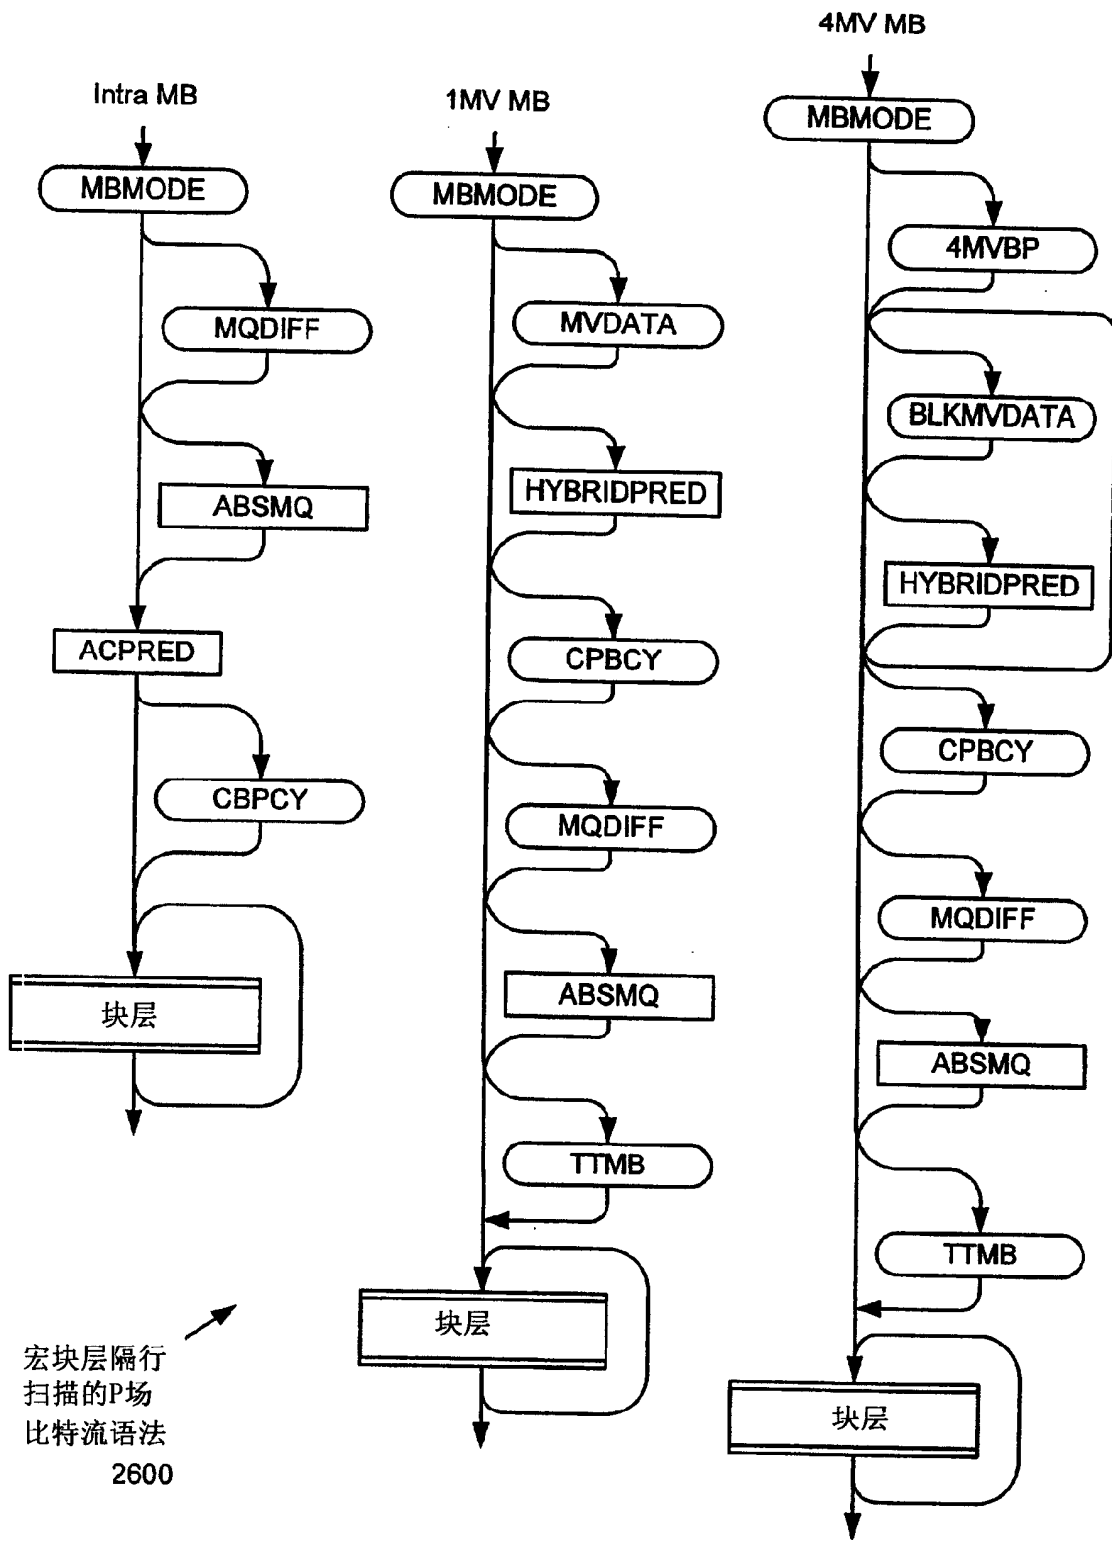 Intra MB
MBMODE
MQDIFF
ABSMQ
ACPRED
CBPCY
块层
1MV MB
MBMODE
MVDATA
HYBRIDPRED
CPBCY
MQDIFF
ABSMQ
TTMB
块层
4MV MB
MBMODE
4MVBP
BLKMVDATA
HYBRIDPRED
CPBCY
MQDIFF
ABSMQ
TTMB
块层
宏块层隔行
扫描的P场
比特流语法
2600